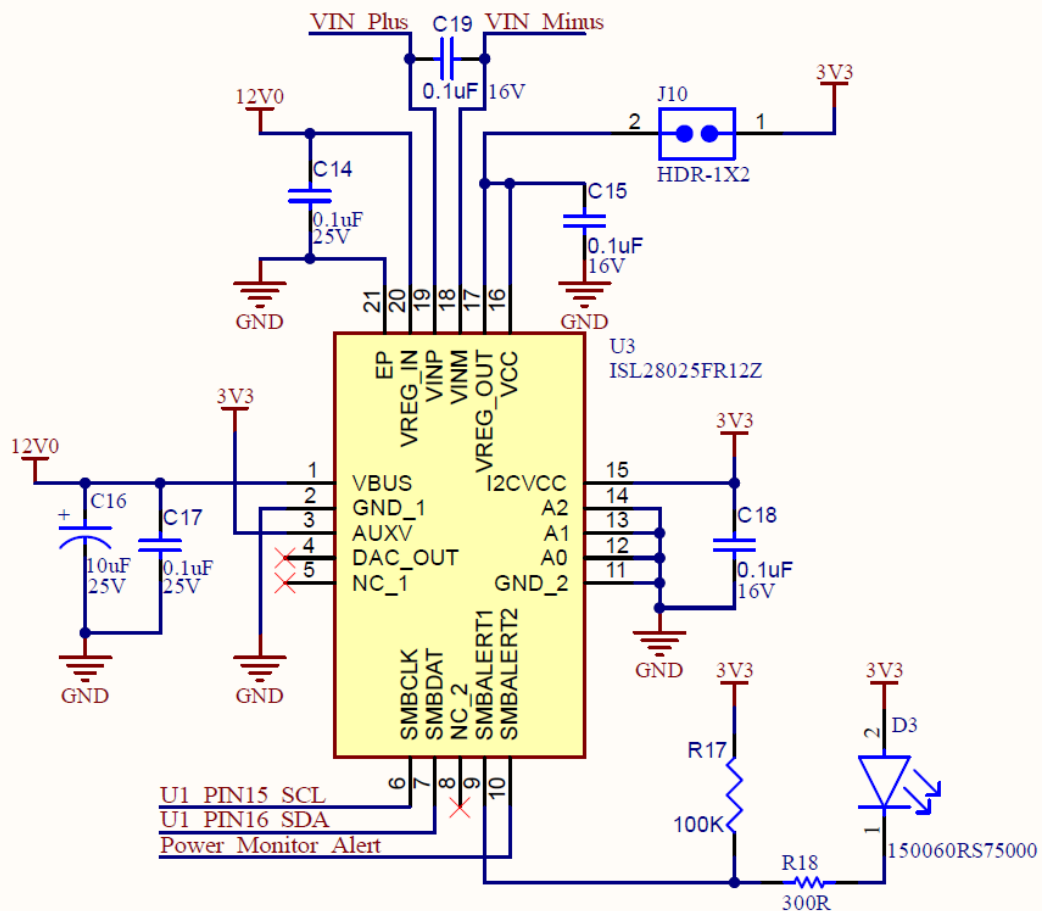 VIN_Plus
C19
VIN_Minus
0.1uF
16V
12V0
C14
0.1uF
25V
GND
J10
3V3
2
1
HDR-1X2
C15
0.1uF
16V
GND
21
20
19
18
17
16
U3
ISL28025FR12Z
EP
VREG_IN
VINP
VINM
VREG_OUT
VCC
3V3
12V0
3V3
1
VBUS
I2CVCC
15
2
GND_1
A2
14
3
AUXV
A1
13
4
DAC_OUT
A0
12
5
NC_1
GND_2
11
+
C16
10uF
25V
C17
0.1uF
25V
C18
0.1uF
16V
GND
GND
GND
SMBCLK
SMBDAT
NC_2
SMBALERT1
SMBALERT2
6
7
8
9
10
U1_PIN15_SCL
U1_PIN16_SDA
Power_Monitor_Alert
3V3
R17
100K
3V3
2
D3
1
150060RS75000
R18
300R